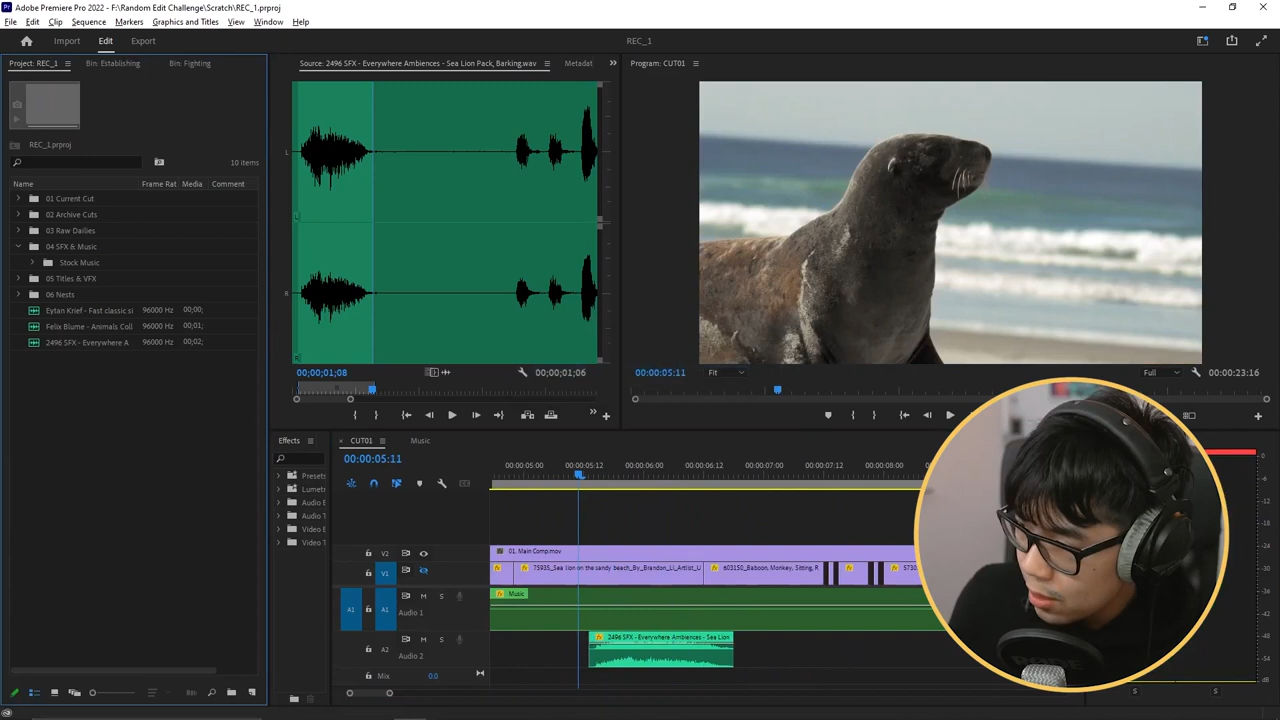 Adobe Premiere Pro 2022 - F:\Random Edit Challenge\Scratch\REC_1.prproj
File Edit Clip Sequence Markers Graphics and Titles View Window Help
Import Edit Export
REC_1
Project: REC_1 Bin: Establishing Bin: Fighting
REC_1.prproj
10 items
Name Frame Rat Media Comment
01 Current Cut
02 Archive Cuts
03 Raw Dailies
04 SFX & Music
Stock Music
05 Titles & VFX
06 Nests
Eytan Krief - Fast classic si 96000 Hz 00;00;
Felix Blume - Animals Coll 96000 Hz 00;01;
2496 SFX - Everywhere A 96000 Hz 00;02;
Source: 2496 SFX - Everywhere Ambiences - Sea Lion Pack, Barking.wav Metadat
L
R
00;00;01;08 00;00;01;06
Program: CUT01
00:00:05:11 Fit Full 00:00:23:16
Effects
Presets
Lumetr
Audio E
Audio T
Video E
Video T
CUT01 Music
00:00:05:11
00:00:05:00 00:00:05:12 00:00:06:00 00:00:06:12 00:00:07:00 00:00:07:12 00:00:08:00
V2 01. Main Comp.mov
V1 75935_Sea lion on the sandy beach_By_Brandon_Li_Artlist_U 603150_Baboon, Monkey, Sitting, R 5730
A1 A1 M S Music
Audio 1
A2 M S 2496 SFX - Everywhere Ambiences - Sea Lion
Audio 2
Mix 0.0
0
dB
S S